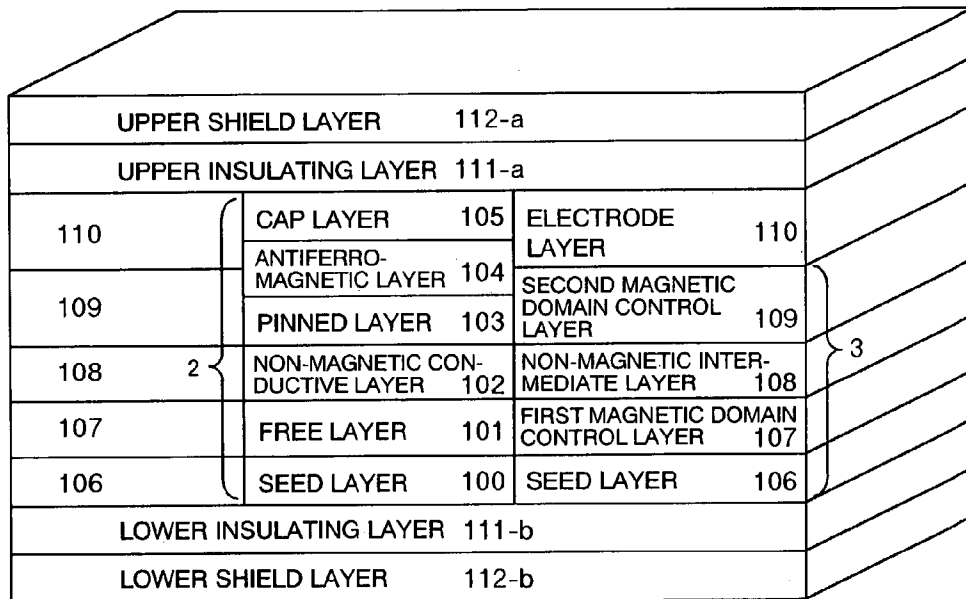 UPPER SHIELD LAYER 112-a
UPPER INSULATING LAYER 111-a
110
109
108
107
106
2
CAP LAYER 105
ANTIFERRO-
MAGNETIC LAYER 104
PINNED LAYER 103
NON-MAGNETIC CON-
DUCTIVE LAYER 102
FREE LAYER 101
SEED LAYER 100
ELECTRODE
LAYER 110
SECOND MAGNETIC
DOMAIN CONTROL
LAYER 109
NON-MAGNETIC INTER-
MEDIATE LAYER 108
FIRST MAGNETIC DOMAIN
CONTROL LAYER 107
SEED LAYER 106
3
LOWER INSULATING LAYER 111-b
LOWER SHIELD LAYER 112-b